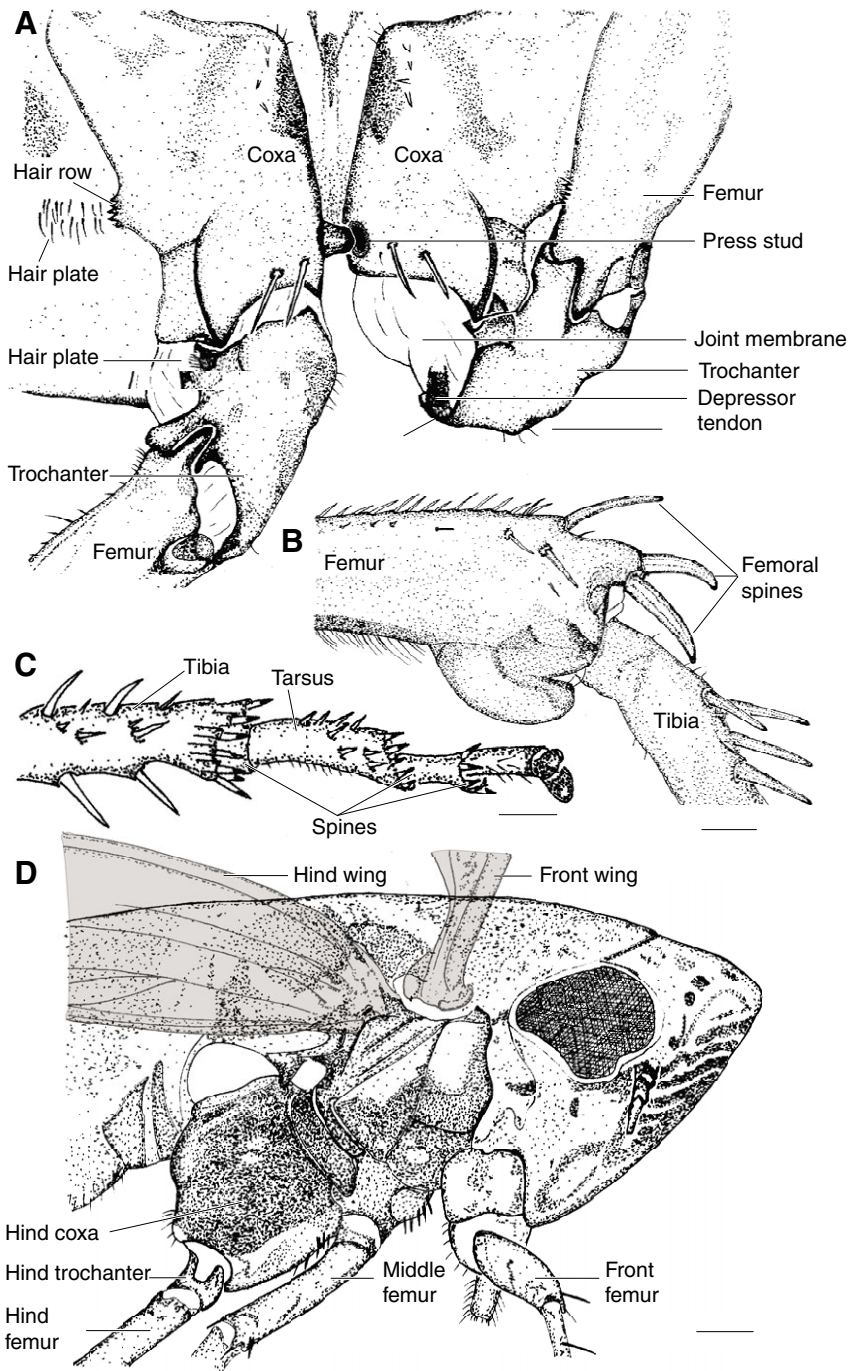 A
Coxa
Coxa
Hair row
Femur
Press stud
Hair plate
Joint membrane
Hair plate
Trochanter
Depressor
tendon
Trochanter
Femur
B
Femur
Femoral
spines
C
Tibia
Tarsus
Tibia
Spines
D
Hind wing
Front wing
Hind coxa
Hind trochanter
Middle
femur
Front
femur
Hind
femur